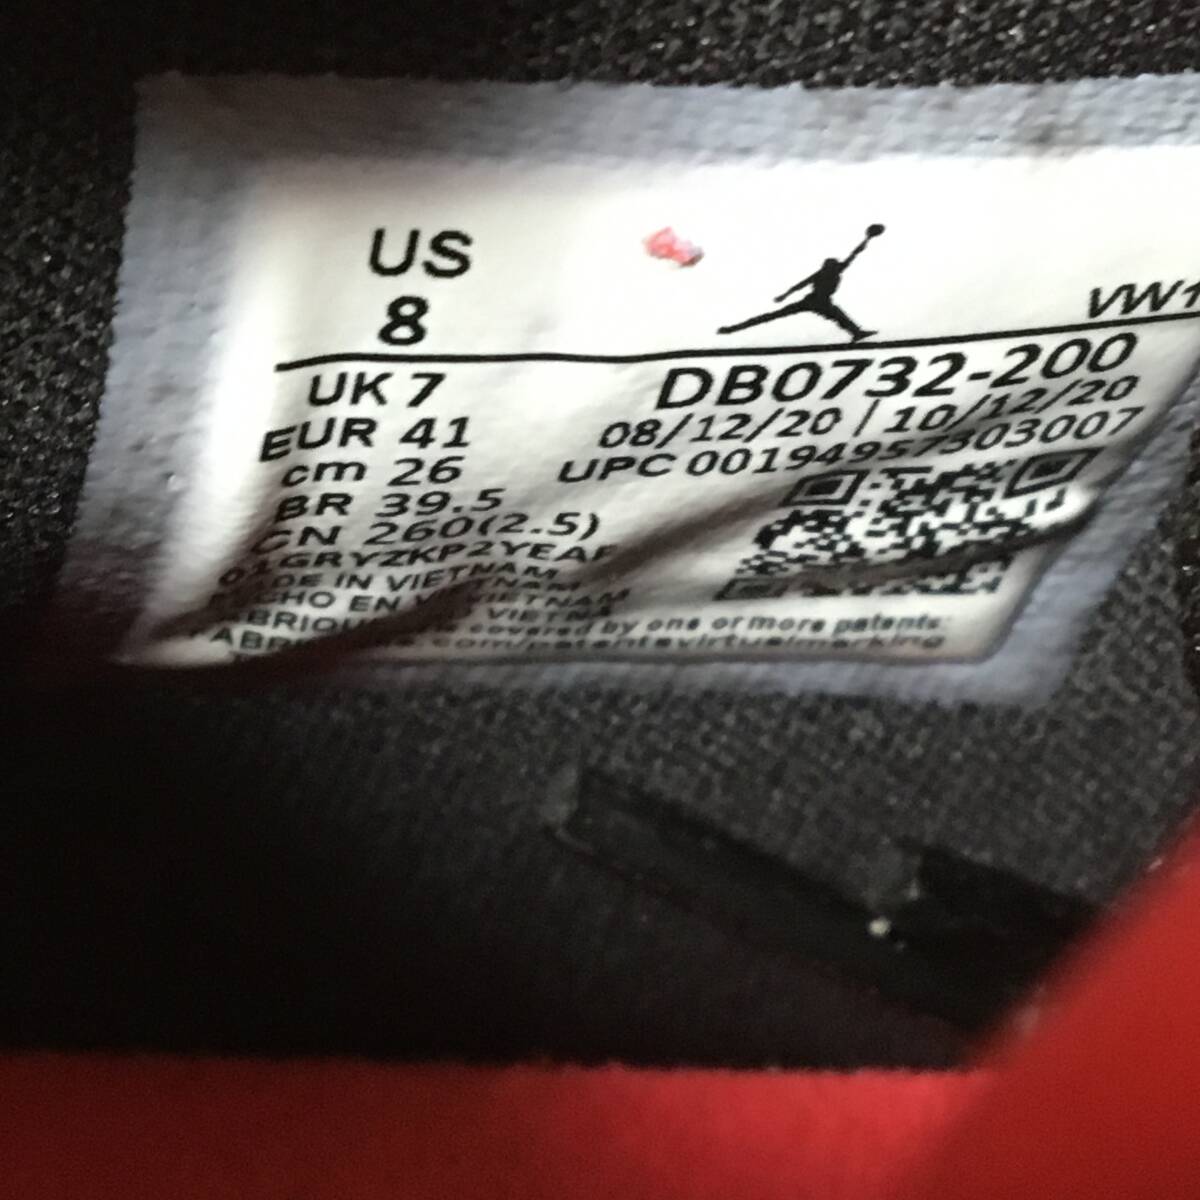 US
8
VW1
UK 7
DB0732-200
EUR 41
08/12/20 | 10/12/20
cm 26
UPC 00194957303007
BR 39.5
CN 260(2.5)
01GRYZKP2YEAF
DE IN VIETNAM
CHO EN VIETNAM
VIETNAM
covered by one or more patents:
com/patentsvirtualmarking